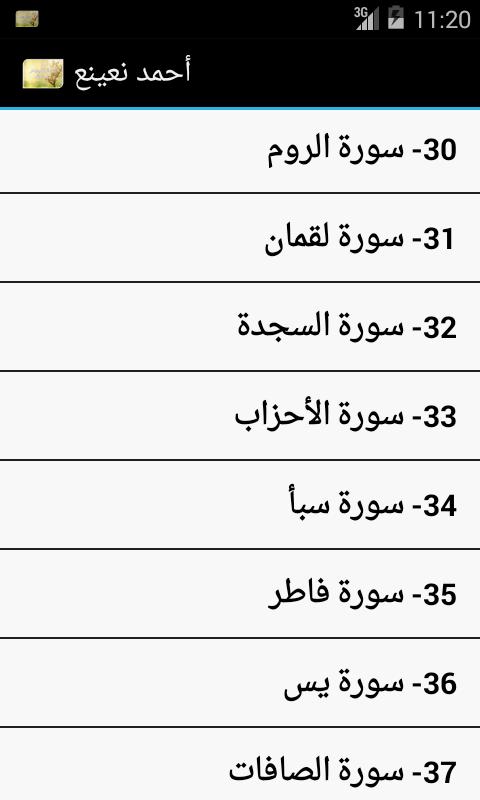 3G 11:20
أحمد نعينع
30- سورة الروم
31- سورة لقمان
32- سورة السجدة
33- سورة الأحزاب
34- سورة سبأ
35- سورة فاطر
36- سورة يس
37- سورة الصافات